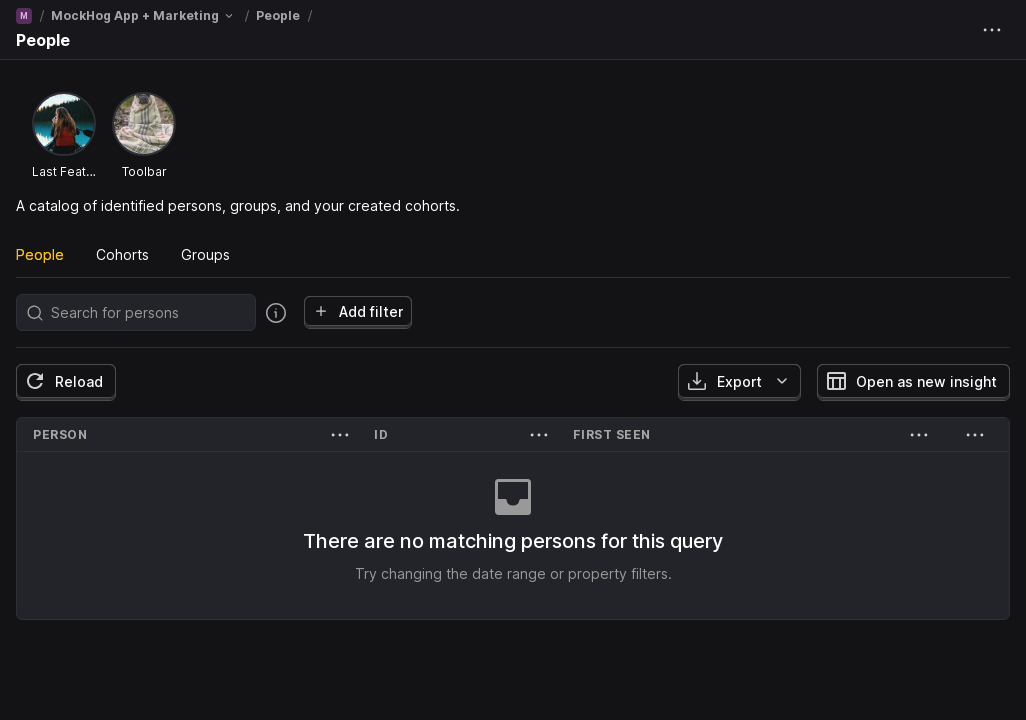 M / MockHog App + Marketing / People /
People
Last Feat...
Toolbar
A catalog of identified persons, groups, and your created cohorts.
People Cohorts Groups
Search for persons
Add filter
Reload
Export
Open as new insight
PERSON ID FIRST SEEN
There are no matching persons for this query
Try changing the date range or property filters.